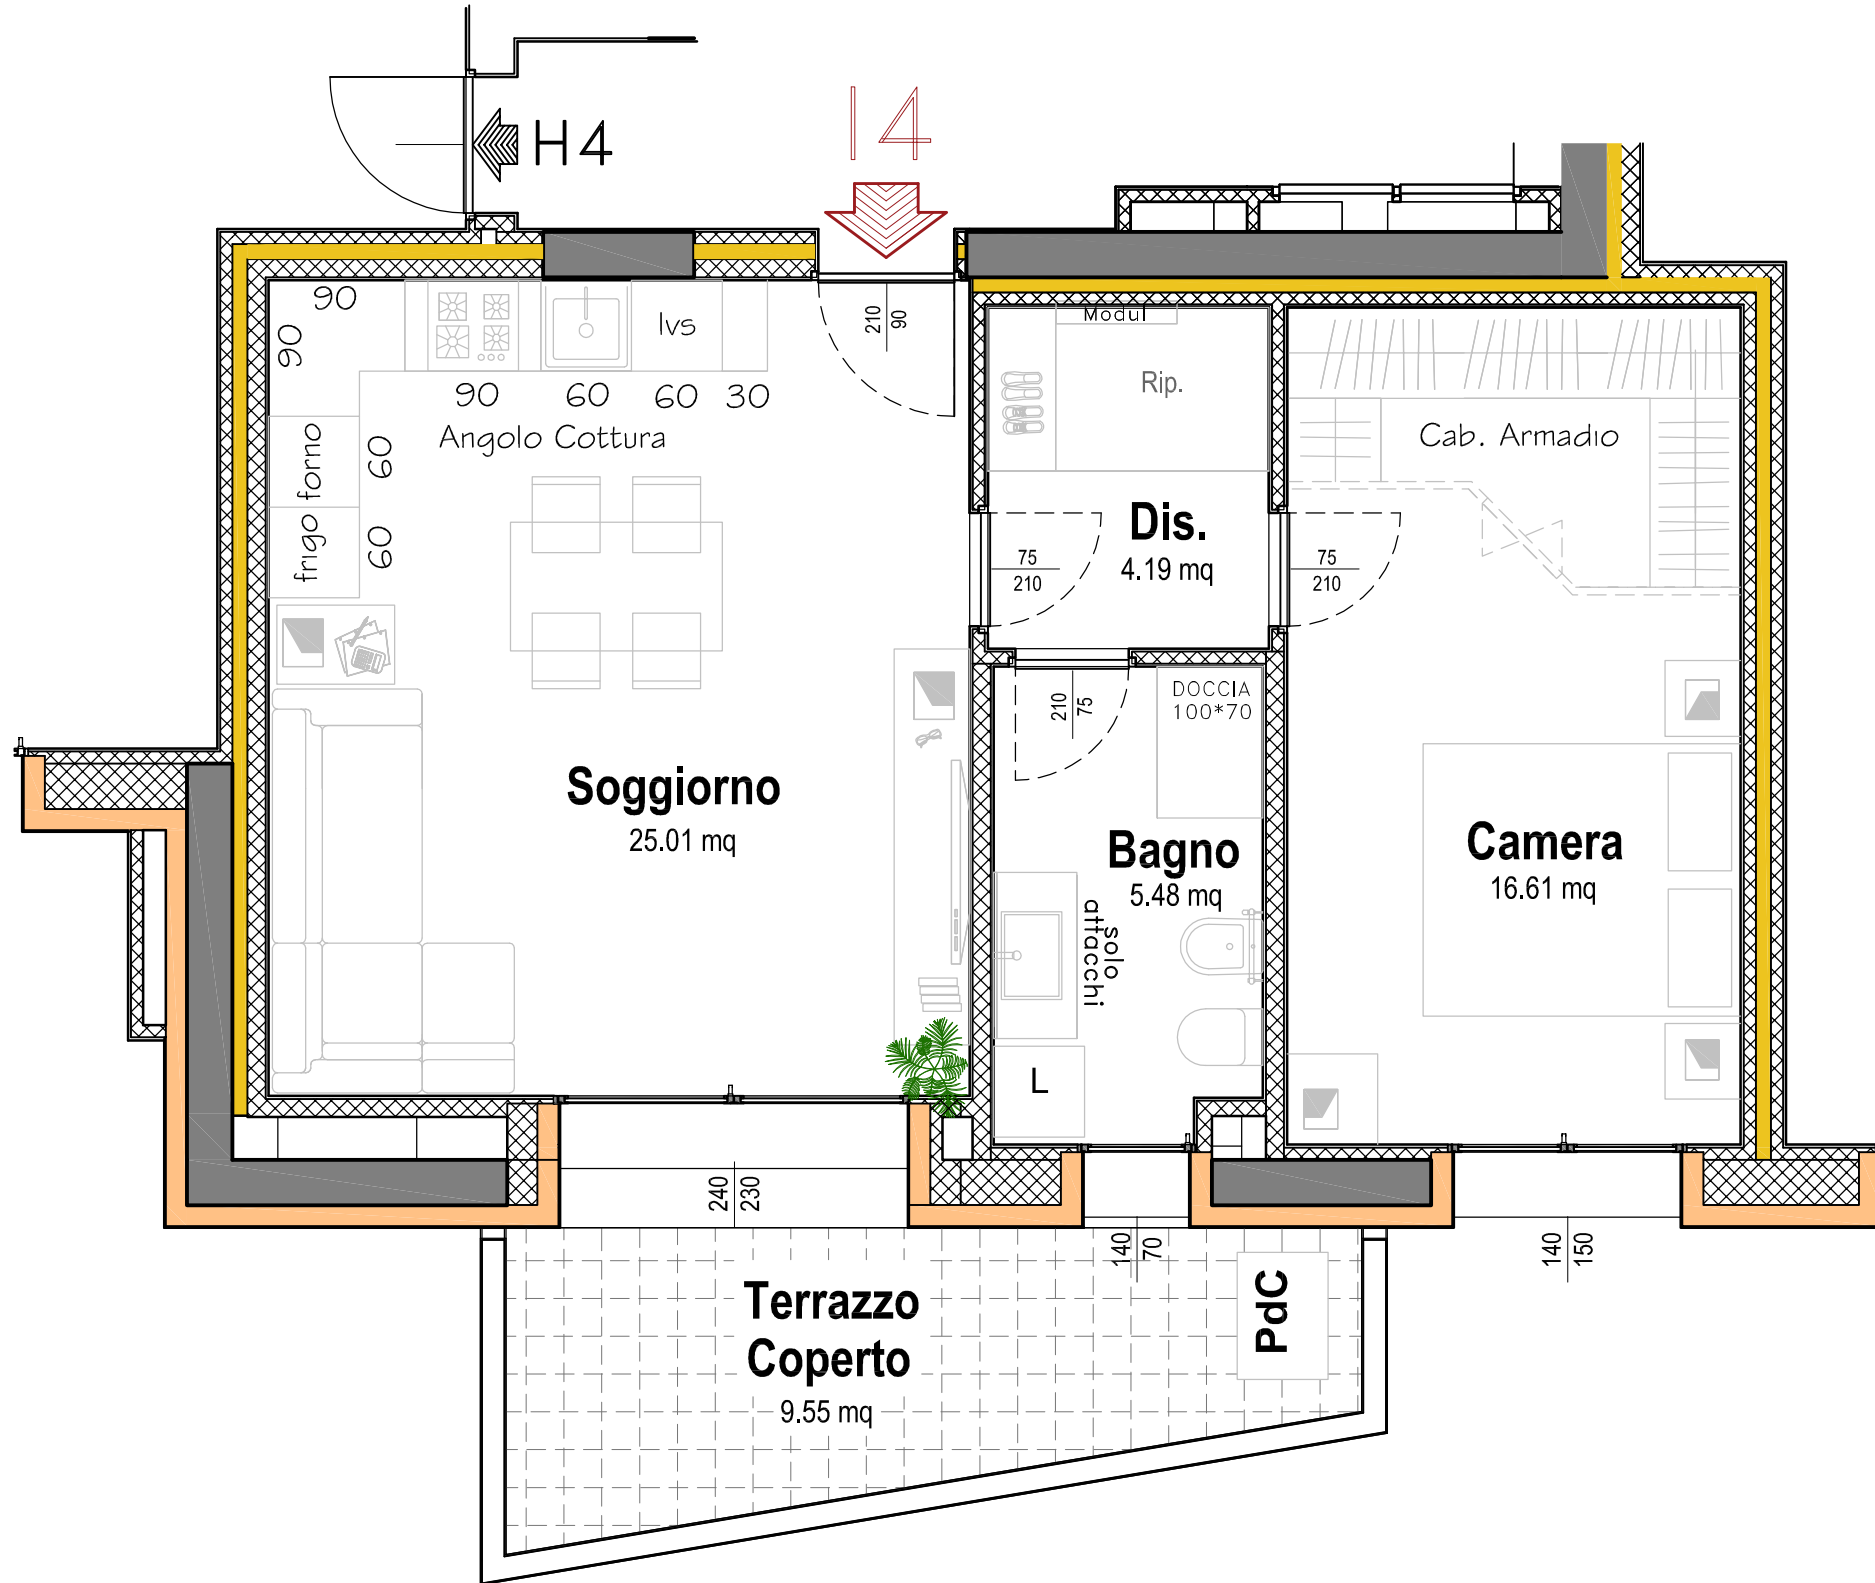 H4
I4
90
90
lvs
210
90
Modul
Rip.
90
60
60
30
Angolo Cottura
Cab. Armadio
forno
60
frigo
60
Dis.
4.19 mq
75
210
75
210
210
75
DOCCIA
100*70
Soggiorno
25.01 mq
Bagno
5.48 mq
Camera
16.61 mq
solo
attacchi
L
240
230
140
70
140
150
PdC
Terrazzo
Coperto
9.55 mq